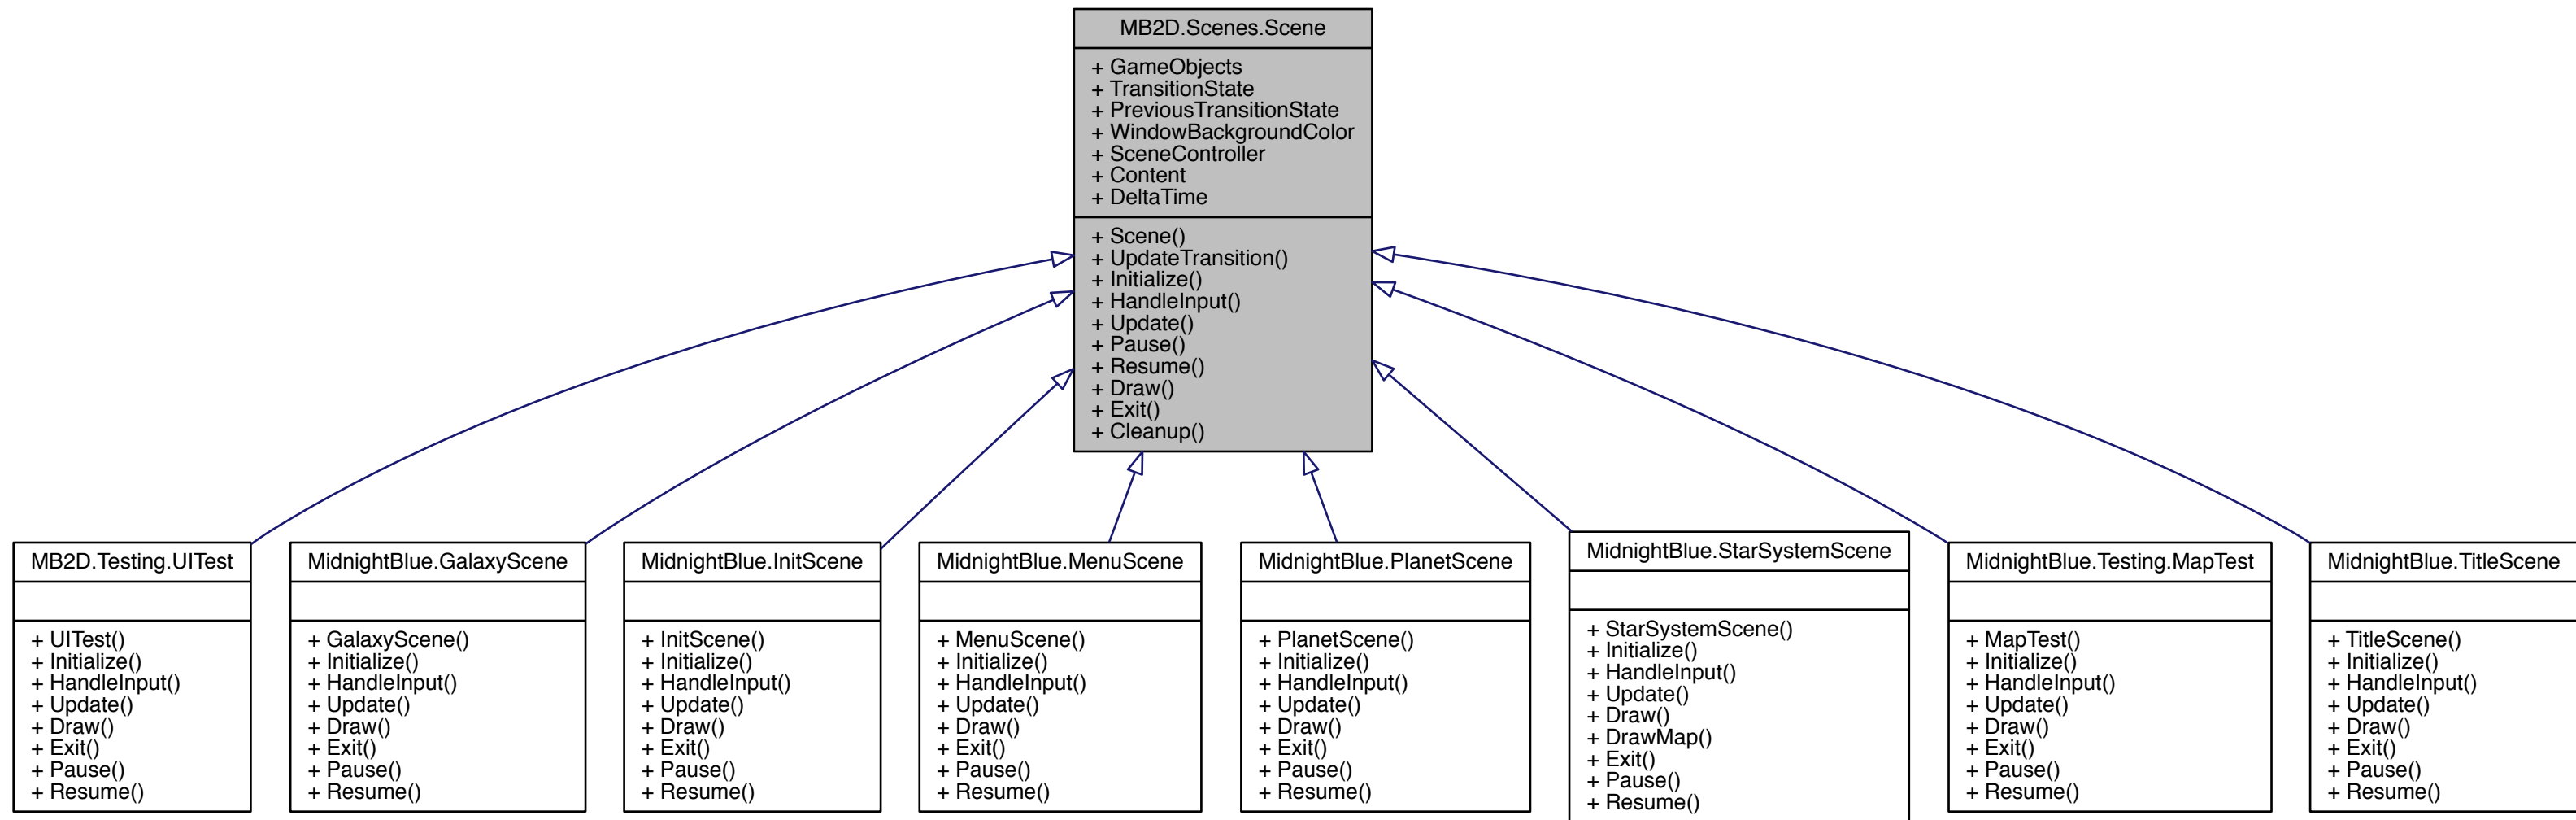 MB2D.Scenes.Scene
+ GameObjects
+ TransitionState
+ PreviousTransitionState
+ WindowBackgroundColor
+ SceneController
+ Content
+ DeltaTime
+ Scene()
+ UpdateTransition()
+ Initialize()
+ HandleInput()
+ Update()
+ Pause()
+ Resume()
+ Draw()
+ Exit()
+ Cleanup()
MB2D.Testing.UITest
+ UITest()
+ Initialize()
+ HandleInput()
+ Update()
+ Draw()
+ Exit()
+ Pause()
+ Resume()
MidnightBlue.GalaxyScene
+ GalaxyScene()
+ Initialize()
+ HandleInput()
+ Update()
+ Draw()
+ Exit()
+ Pause()
+ Resume()
MidnightBlue.InitScene
+ InitScene()
+ Initialize()
+ HandleInput()
+ Update()
+ Draw()
+ Exit()
+ Pause()
+ Resume()
MidnightBlue.MenuScene
+ MenuScene()
+ Initialize()
+ HandleInput()
+ Update()
+ Draw()
+ Exit()
+ Pause()
+ Resume()
MidnightBlue.PlanetScene
+ PlanetScene()
+ Initialize()
+ HandleInput()
+ Update()
+ Draw()
+ Exit()
+ Pause()
+ Resume()
MidnightBlue.StarSystemScene
+ StarSystemScene()
+ Initialize()
+ HandleInput()
+ Update()
+ Draw()
+ DrawMap()
+ Exit()
+ Pause()
+ Resume()
MidnightBlue.Testing.MapTest
+ MapTest()
+ Initialize()
+ HandleInput()
+ Update()
+ Draw()
+ Exit()
+ Pause()
+ Resume()
MidnightBlue.TitleScene
+ TitleScene()
+ Initialize()
+ HandleInput()
+ Update()
+ Draw()
+ Exit()
+ Pause()
+ Resume()